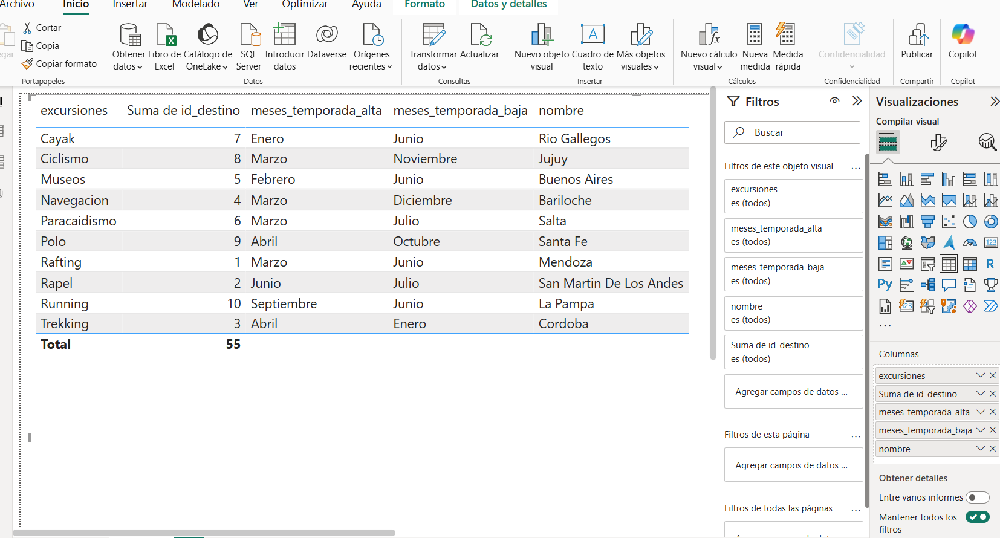 Archivo Inicio Insertar Modelado Ver Optimizar Ayuda Formato Datos y detalles
Cortar
Copia
Copiar formato
Portapapeles
Obtener datos
Libro de Excel
Catálogo de OneLake
SQL Server
Introducir datos
Dataverse
Orígenes recientes
Datos
Transformar datos
Actualizar
Consultas
Nuevo objeto visual
Cuadro de texto
Más objetos visuales
Insertar
Nuevo cálculo visual
Nueva medida
Medida rápida
Cálculos
Confidencialidad
Confidencialidad
Publicar
Compartir
Copilot
Copilot
excursiones Suma de id_destino meses_temporada_alta meses_temporada_baja nombre
Cayak 7 Enero Junio Rio Gallegos
Ciclismo 8 Marzo Noviembre Jujuy
Museos 5 Febrero Junio Buenos Aires
Navegacion 4 Marzo Diciembre Bariloche
Paracaidismo 6 Marzo Julio Salta
Polo 9 Abril Octubre Santa Fe
Rafting 1 Marzo Junio Mendoza
Rapel 2 Junio Julio San Martin De Los Andes
Running 10 Septiembre Junio La Pampa
Trekking 3 Abril Enero Cordoba
Total 55
Filtros
Buscar
Filtros de este objeto visual ...
excursiones
es (todos)
meses_temporada_alta
es (todos)
meses_temporada_baja
es (todos)
nombre
es (todos)
Suma de id_destino
es (todos)
Agregar campos de datos ...
Filtros de esta página ...
Agregar campos de datos ...
Filtros de todas las páginas ...
Agregar campos de datos ...
Visualizaciones
Compilar visual
123
R
Py
123
...
Columnas
excursiones
Suma de id_destino
meses_temporada_alta
meses_temporada_baja
nombre
Obtener detalles
Entre varios informes
Mantener todos los
filtros